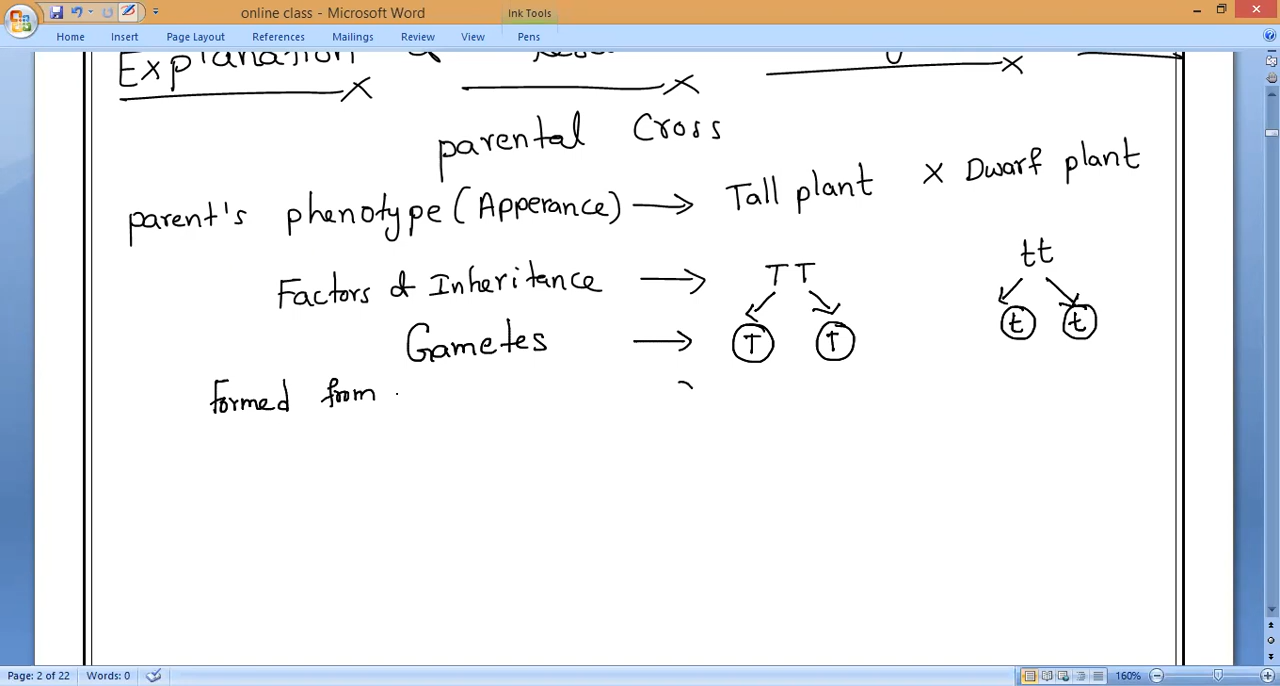 online class - Microsoft Word
Ink Tools
Home Insert Page Layout References Mailings Review View Pens
Explanation
parental Cross
parent's phenotype (Apperance) → Tall plant × Dwarf plant
Factors of Inheritance → TT tt
Gametes → T T t t
Formed from
Page: 2 of 22 Words: 0 160%